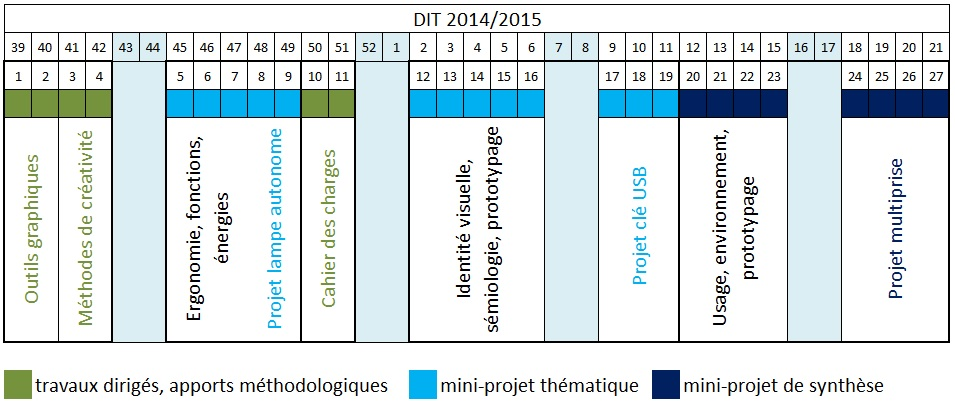 DIT 2014/2015
39 40 41 42 43 44 45 46 47 48 49 50 51 52 1 2 3 4 5 6 7 8 9 10 11 12 13 14 15 16 17 18 19 20 21
1 2 3 4 5 6 7 8 9 10 11 12 13 14 15 16 17 18 19 20 21 22 23 24 25 26 27
Outils graphiques
Méthodes de créativité
Ergonomie, fonctions,
énergies
Projet lampe autonome
Cahier des charges
Identité visuelle,
sémiologie, prototypage
Projet clé USB
Usage, environnement,
prototypage
Projet multiprise
travaux dirigés, apports méthodologiques
mini-projet thématique
mini-projet de synthèse